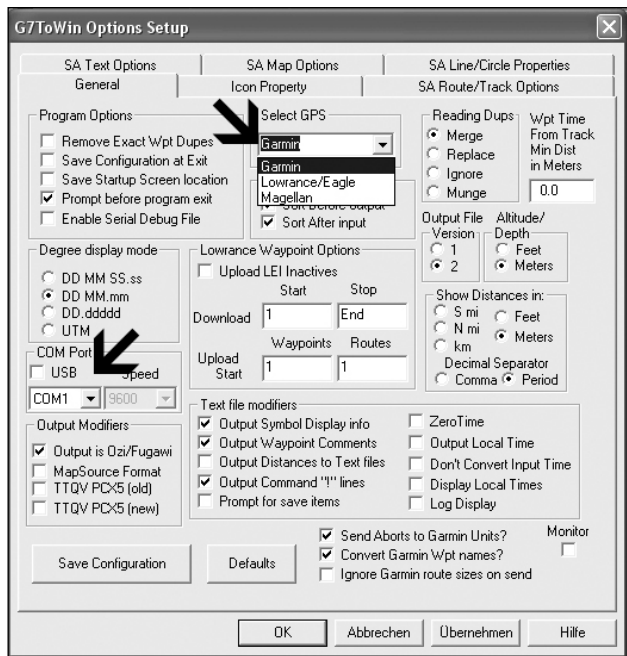 G7ToWin Options Setup
SA Text Options
SA Map Options
SA Line/Circle Properties
General
Icon Property
SA Route/Track Options
Program Options
Remove Exact Wpt Dupes
Save Configuration at Exit
Save Startup Screen location
Prompt before program exit
Enable Serial Debug File
Select GPS
Garmin
Garmin
Lowrance/Eagle
Magellan
Sort Before output
Sort After input
Reading Dups
Merge
Replace
Ignore
Munge
Wpt Time
From Track
Min Dist
in Meters
0.0
Output File
Version
1
2
Altitude/
Depth
Feet
Meters
Degree display mode
DD MM SS.ss
DD MM.mm
DD.ddddd
UTM
Lowrance Waypoint Options
Upload LEI Inactives
Start Stop
Download 1 End
Waypoints Routes
Upload
Start 1 1
Show Distances in:
S mi
N mi
km
Feet
Meters
Decimal Separator
Comma Period
COM Port
USB Speed
COM1 9600
Output Modifiers
Output is Ozi/Fugawi
MapSource Format
TTQV PCX5 (old)
TTQV PCX5 (new)
Text file modifiers
Output Symbol Display info
Output Waypoint Comments
Output Distances to Text files
Output Command "!" lines
Prompt for save items
ZeroTime
Output Local Time
Don't Convert Input Time
Display Local Times
Log Display
Send Aborts to Garmin Units?
Convert Garmin Wpt names?
Ignore Garmin route sizes on send
Monitor
Save Configuration
Defaults
OK
Abbrechen
Übernehmen
Hilfe